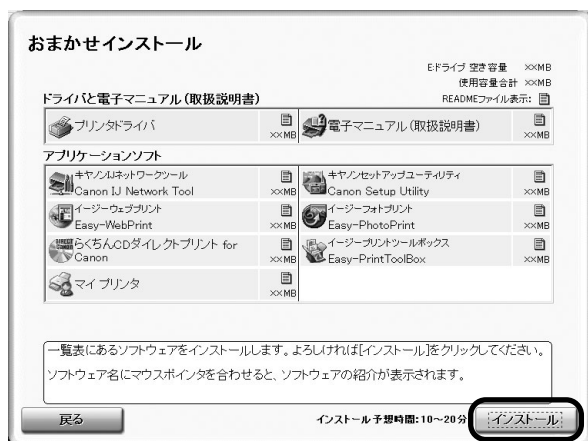 おまかせインストール
E:ドライブ 空き容量 ××MB
使用容量合計 ××MB
ドライバと電子マニュアル(取扱説明書)
READMEファイル表示:
プリンタドライバ
××MB
電子マニュアル(取扱説明書)
××MB
アプリケーションソフト
キヤノンIJネットワークツール
Canon IJ Network Tool
××MB
キヤノンセットアップユーティリティ
Canon Setup Utility
××MB
イージーウェブプリント
Easy-WebPrint
××MB
イージーフォトプリント
Easy-PhotoPrint
××MB
らくちんCDダイレクトプリント for
Canon
××MB
イージープリントツールボックス
Easy-PrintToolBox
××MB
マイ プリンタ
××MB
一覧表にあるソフトウェアをインストールします。よろしければ[インストール]をクリックしてください。
ソフトウェア名にマウスポインタを合わせると、ソフトウェアの紹介が表示されます。
戻る
インストール予想時間:10～20分
インストール